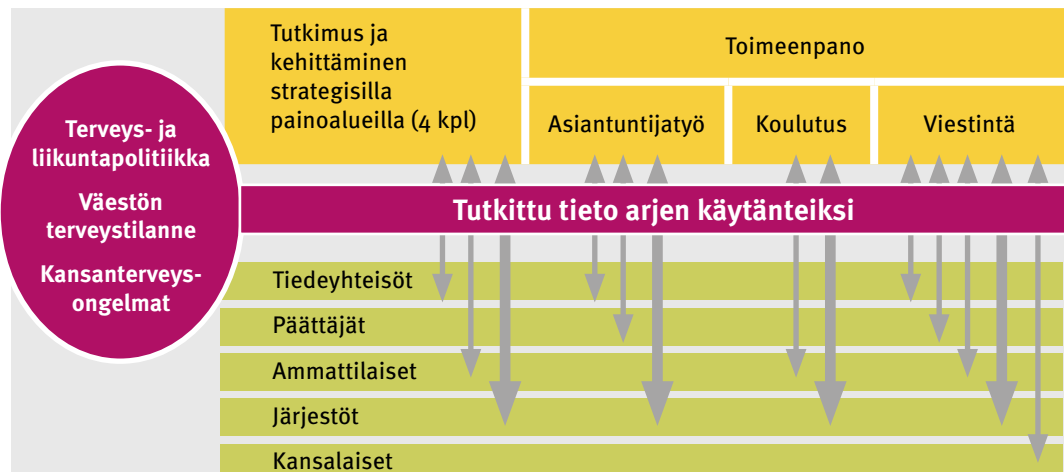 Tutkimus ja
kehittäminen
strategisilla
painoalueilla (4 kpl)
Toimeenpano
Asiantuntijatyö
Koulutus
Viestintä
Terveys- ja
liikuntapolitiikka
Väestön
terveystilanne
Kansanterveys-
ongelmat
Tutkittu tieto arjen käytänteiksi
Tiedeyhteisöt
Päättäjät
Ammattilaiset
Järjestöt
Kansalaiset